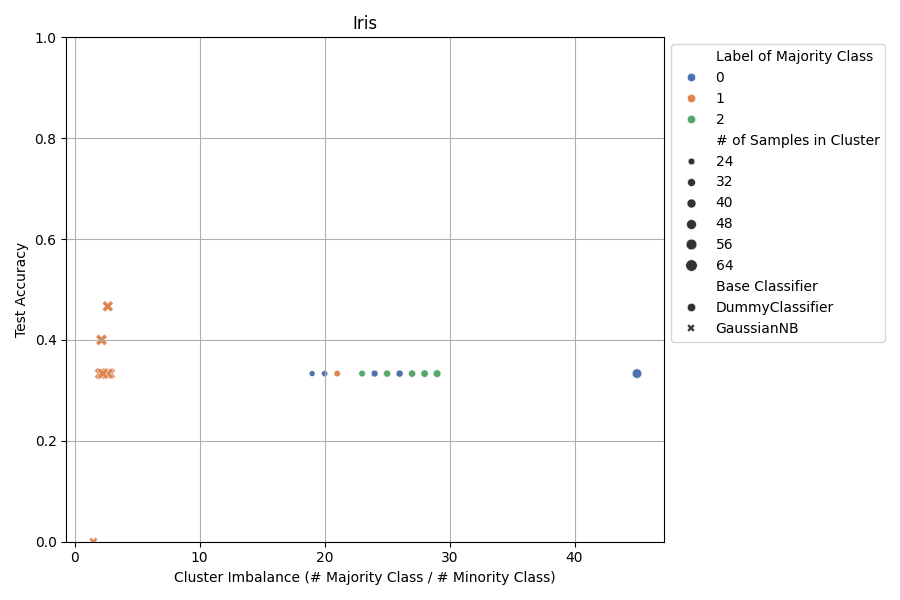 Iris
Test Accuracy
1.0
0.8
0.6
0.4
0.2
0.0
0
10
20
30
40
Cluster Imbalance (# Majority Class / # Minority Class)
Label of Majority Class
0
1
2
# of Samples in Cluster
24
32
40
48
56
64
Base Classifier
DummyClassifier
GaussianNB